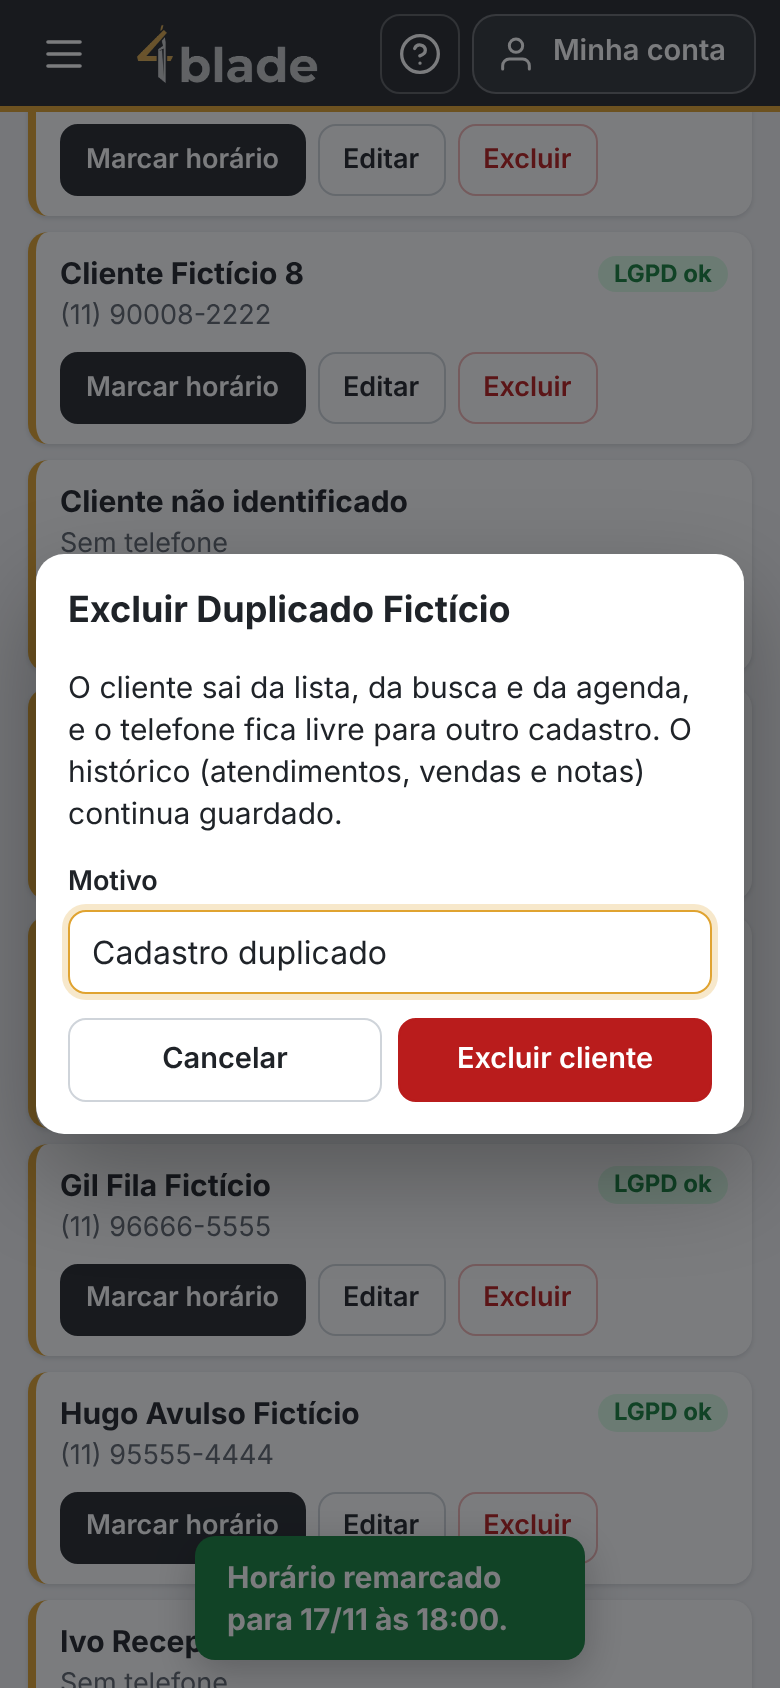 4blade
Minha conta
Marcar horário Editar Excluir
Cliente Fictício 8 LGPD ok
(11) 90008-2222
Marcar horário Editar Excluir
Cliente não identificado
Sem telefone
Excluir Duplicado Fictício
O cliente sai da lista, da busca e da agenda,
e o telefone fica livre para outro cadastro. O
histórico (atendimentos, vendas e notas)
continua guardado.
Motivo
Cadastro duplicado
Cancelar Excluir cliente
Gil Fila Fictício LGPD ok
(11) 96666-5555
Marcar horário Editar Excluir
Hugo Avulso Fictício LGPD ok
(11) 95555-4444
Marcar horário Editar Excluir
Horário remarcado
para 17/11 às 18:00.
Ivo
Sem telefone